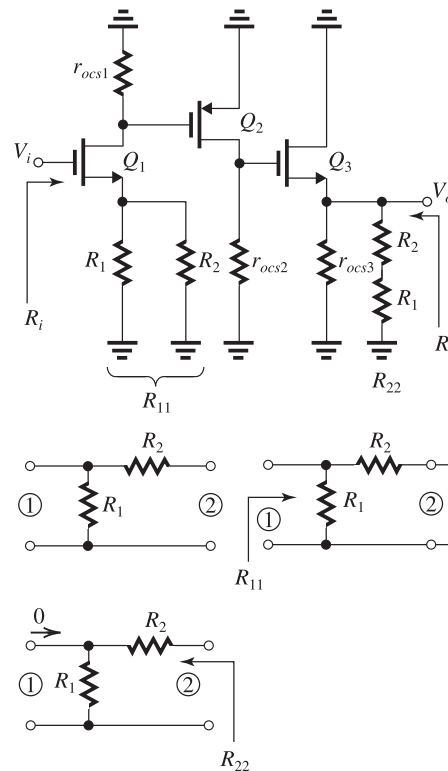 r_ocs1
Q_2
V_i Q_1 Q_3
V_o
R_1 R_2 r_ocs2 r_ocs3 R_2
R_1
R_i R
R_11 R_22
R_2 R_2
① R_1 ② ① R_1 ②
R_11
0 R_2
① R_1 ②
R_22